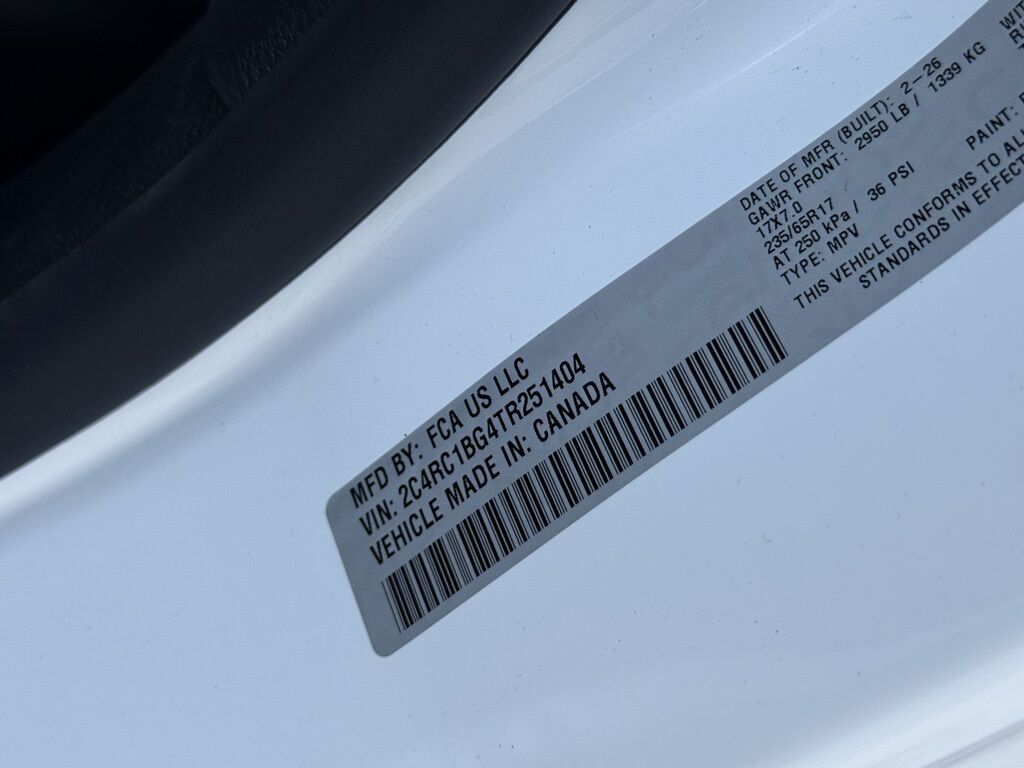 MFD BY: FCA US LLC
VIN: 2C4RC1BG4TR251404
VEHICLE MADE IN: CANADA
DATE OF MFR (BUILT): 2-26
GAWR FRONT: 2950 LB / 1339 KG
17X7.0
235/65R17
AT 250 kPa / 36 PSI
TYPE: MPV
PAINT:
THIS VEHICLE CONFORMS TO ALL
STANDARDS IN EFFECT
WIT